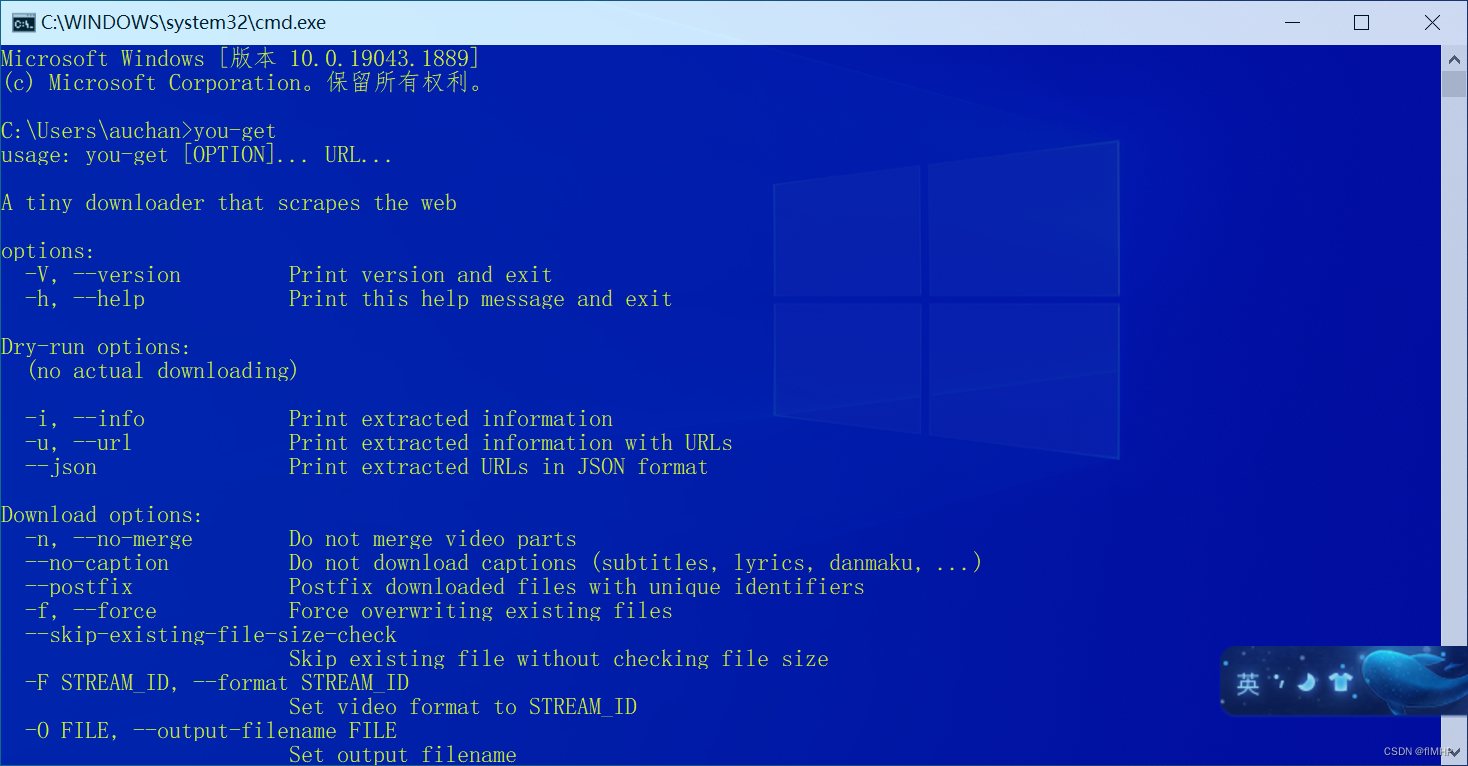 C:\WINDOWS\system32\cmd.exe
Microsoft Windows [版本 10.0.19043.1889]
(c) Microsoft Corporation。保留所有权利。
C:\Users\auchan>you-get
usage: you-get [OPTION]... URL...
A tiny downloader that scrapes the web
options:
-V, --version Print version and exit
-h, --help Print this help message and exit
Dry-run options:
(no actual downloading)
-i, --info Print extracted information
-u, --url Print extracted information with URLs
--json Print extracted URLs in JSON format
Download options:
-n, --no-merge Do not merge video parts
--no-caption Do not download captions (subtitles, lyrics, danmaku, ...)
--postfix Postfix downloaded files with unique identifiers
-f, --force Force overwriting existing files
--skip-existing-file-size-check
Skip existing file without checking file size
-F STREAM_ID, --format STREAM_ID
Set video format to STREAM_ID
-O FILE, --output-filename FILE
Set output filename
英
CSDN